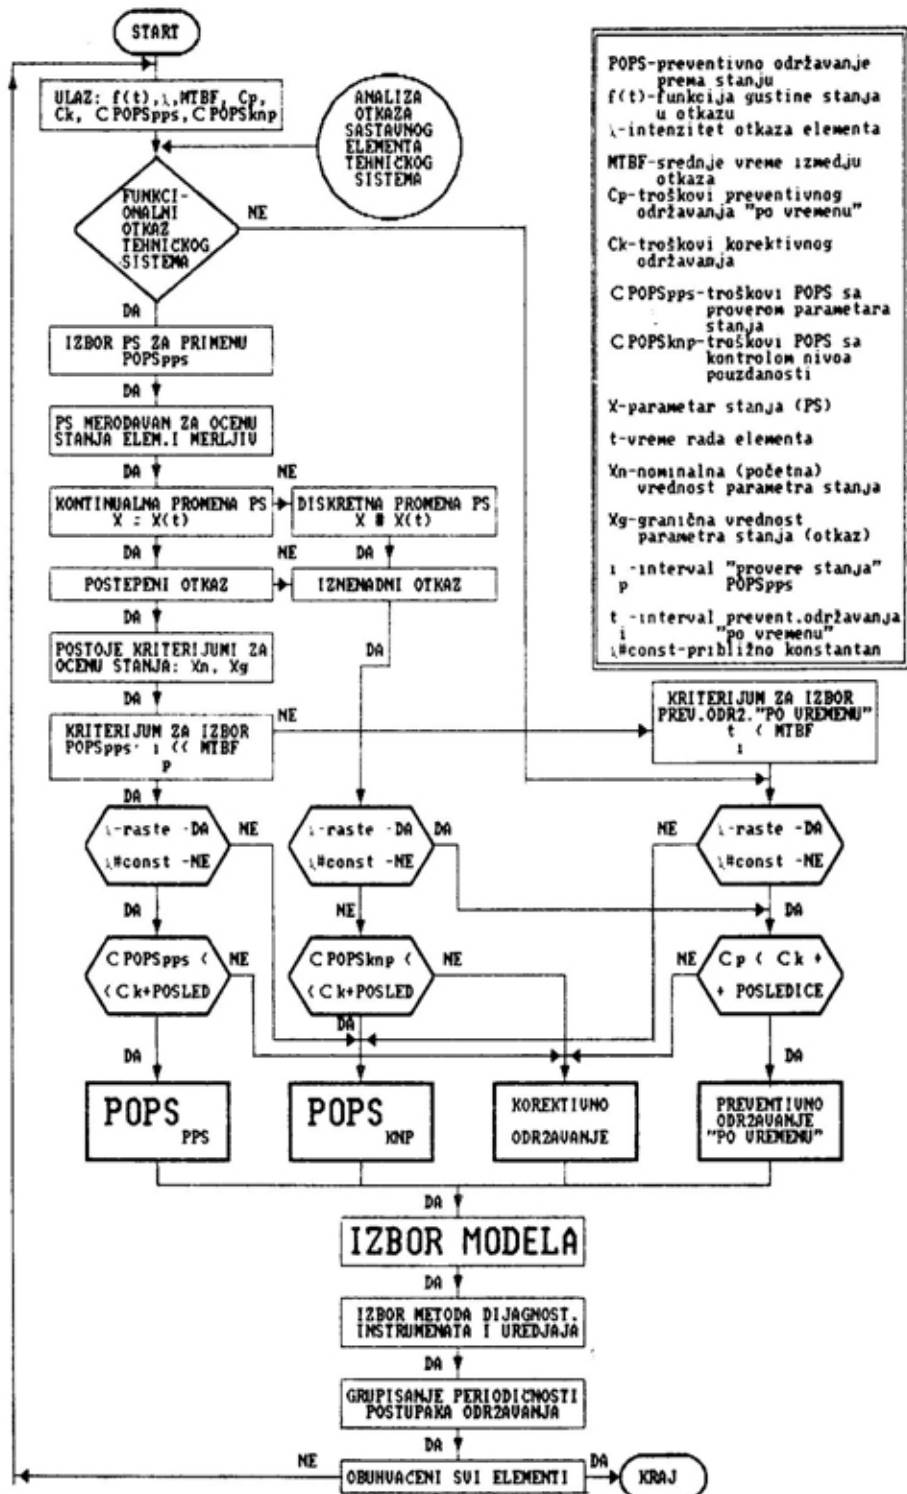 START
ULAZ: f(t),λ,MTBF, Cp,
Ck, C POPSpps, C POPSknp
ANALIZA
OTKAZA
SASTAVNOG
ELEMENTA
TEHNIČKOG
SISTEMA
FUNKCI-
ONALNI
OTKAZ
TEHNIČKOG
SISTEMA
NE
DA
IZBOR PS ZA PRIMENU
POPSpps
DA
PS MERODAVAN ZA OCENU
STANJA ELEM.I MERLJIV
DA
NE
KONTINUALNA PROMENA PS
X = X(t)
DISKRETNA PROMENA PS
X # X(t)
DA
NE
DA
POSTEPENI OTKAZ
IZNENADNI OTKAZ
DA
DA
POSTOJE KRITERIJUMI ZA
OCENU STANJA: Xn, Xg
DA
NE
KRITERIJUM ZA IZBOR
POPSpps· ι << MTBF
p
KRITERIJUM ZA IZBOR
PREV.ODRŽ."PO VREMENU"
t < MTBF
i
DA
λ-raste -DA
λ#const -NE
NE
λ-raste -DA
λ#const -NE
DA
NE
λ-raste -DA
λ#const -NE
DA
NE
DA
C POPSpps <
< C k+POSLED
NE
C POPSknp <
< C k+POSLED
NE
NE
C p < C k +
+ POSLEDICE
DA
DA
DA
POPS
PPS
POPS
KNP
KOREKTIVNO
ODRŽAVANJE
PREVENTIVNO
ODRŽAVANJE
"PO VREMENU"
DA
IZBOR MODELA
DA
IZBOR METODA DIJAGNOST.
INSTRUMENATA I UREDJAJA
DA
GRUPISANJE PERIODIČNOSTI
POSTUPAKA ODRŽAVANJA
DA
NE
OBUHVAĆENI SVI ELEMENTI
DA
KRAJ
POPS-preventivno održavanje
prema stanju
f(t)-funkcija gustine stanja
u otkazu
λ-intenzitet otkaza elementa
MTBF-srednje vreme izmedju
otkaza
Cp-troškovi preventivnog
održavanja "po vremenu"
Ck-troškovi korektivnog
održavanja
C POPSpps-troškovi POPS sa
proverom parametara
stanja
C POPSknp-troškovi POPS sa
kontrolom nivoa
pouzdanosti
X-parametar stanja (PS)
t-vreme rada elementa
Xn-nominalna (početna)
vrednost parametra stanja
Xg-granična vrednost
parametra stanja (otkaz)
ι -interval "provere stanja"
p POPSpps
t -interval prevent.održavanja
i "po vremenu"
λ#const-približno konstantan